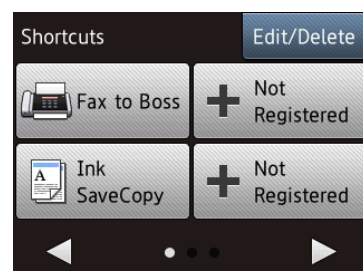 Shortcuts
Edit/Delete
Fax to Boss
Not
Registered
A
Ink
SaveCopy
Not
Registered